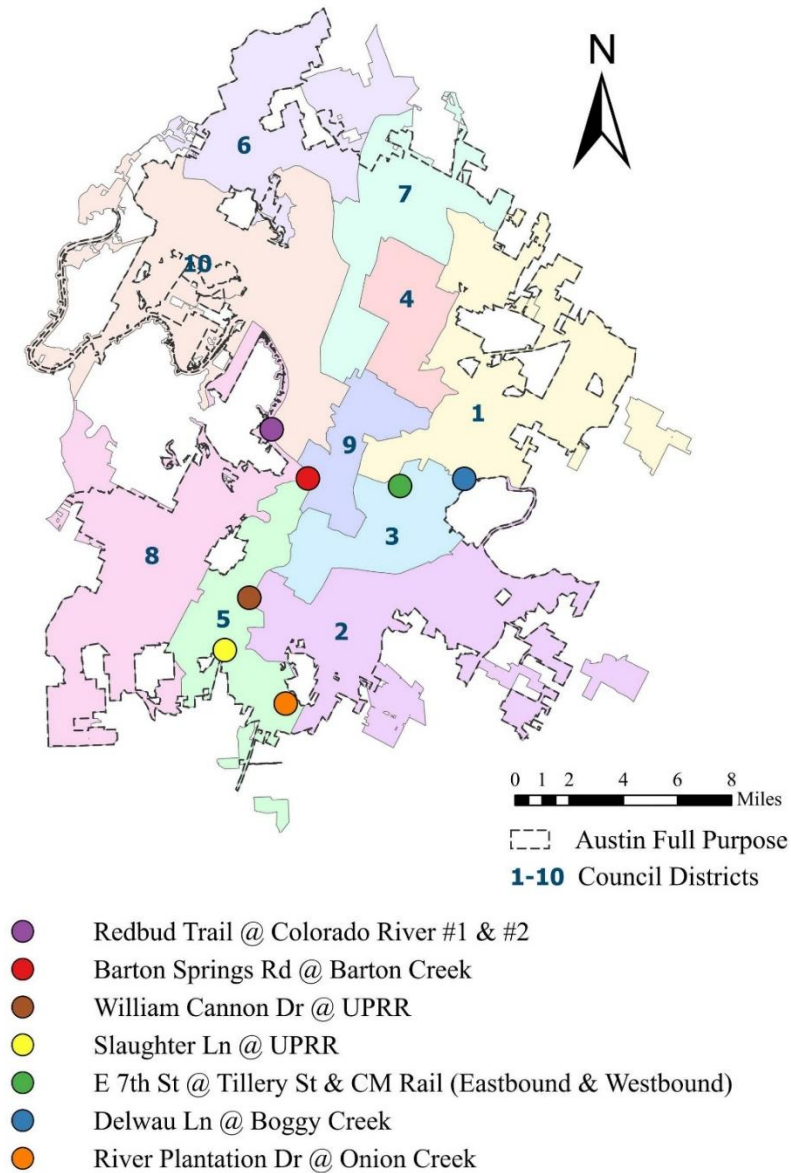 N
6
7
10
4
1
9
3
8
5
2
0 1 2 4 6 8
Miles
Austin Full Purpose
1-10 Council Districts
Redbud Trail @ Colorado River #1 & #2
Barton Springs Rd @ Barton Creek
William Cannon Dr @ UPRR
Slaughter Ln @ UPRR
E 7th St @ Tillery St & CM Rail (Eastbound & Westbound)
Delwau Ln @ Boggy Creek
River Plantation Dr @ Onion Creek